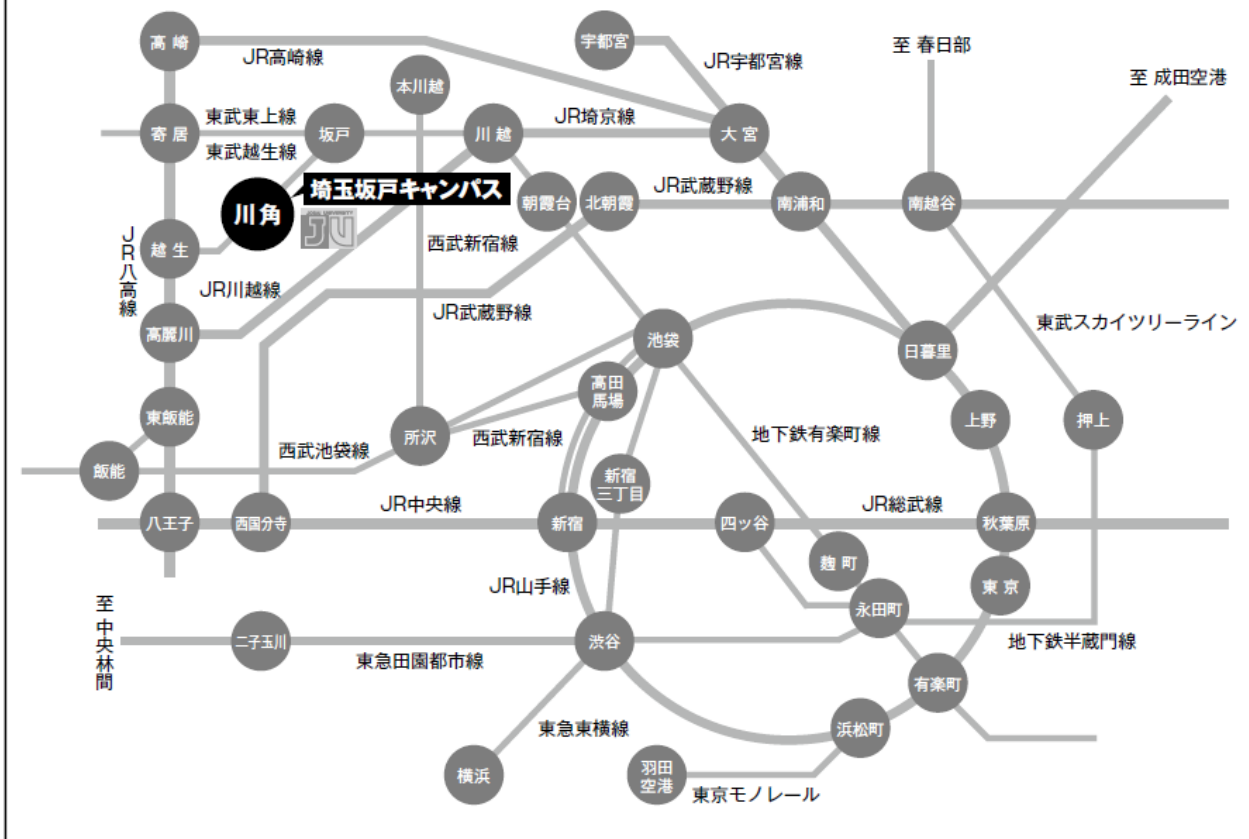 高崎
JR高崎線
宇都宮
JR宇都宮線
至 春日部
至 成田空港
本川越
東武東上線
寄居
東武越生線
坂戸
川越
JR埼京線
大宮
川角
埼玉坂戸キャンパス
JOSAI UNIVERSITY
JU
朝霞台
北朝霞
JR武蔵野線
南浦和
南越谷
JR八高線
越生
西武新宿線
JR川越線
JR武蔵野線
高麗川
池袋
日暮里
東武スカイツリーライン
東飯能
高田
馬場
上野
押上
所沢
西武新宿線
地下鉄有楽町線
西武池袋線
飯能
新宿
三丁目
八王子
西国分寺
JR中央線
新宿
四ッ谷
JR総武線
秋葉原
麹町
JR山手線
東京
至 中央林間
永田町
二子玉川
渋谷
地下鉄半蔵門線
東急田園都市線
有楽町
東急東横線
浜松町
横浜
羽田
空港
東京モノレール